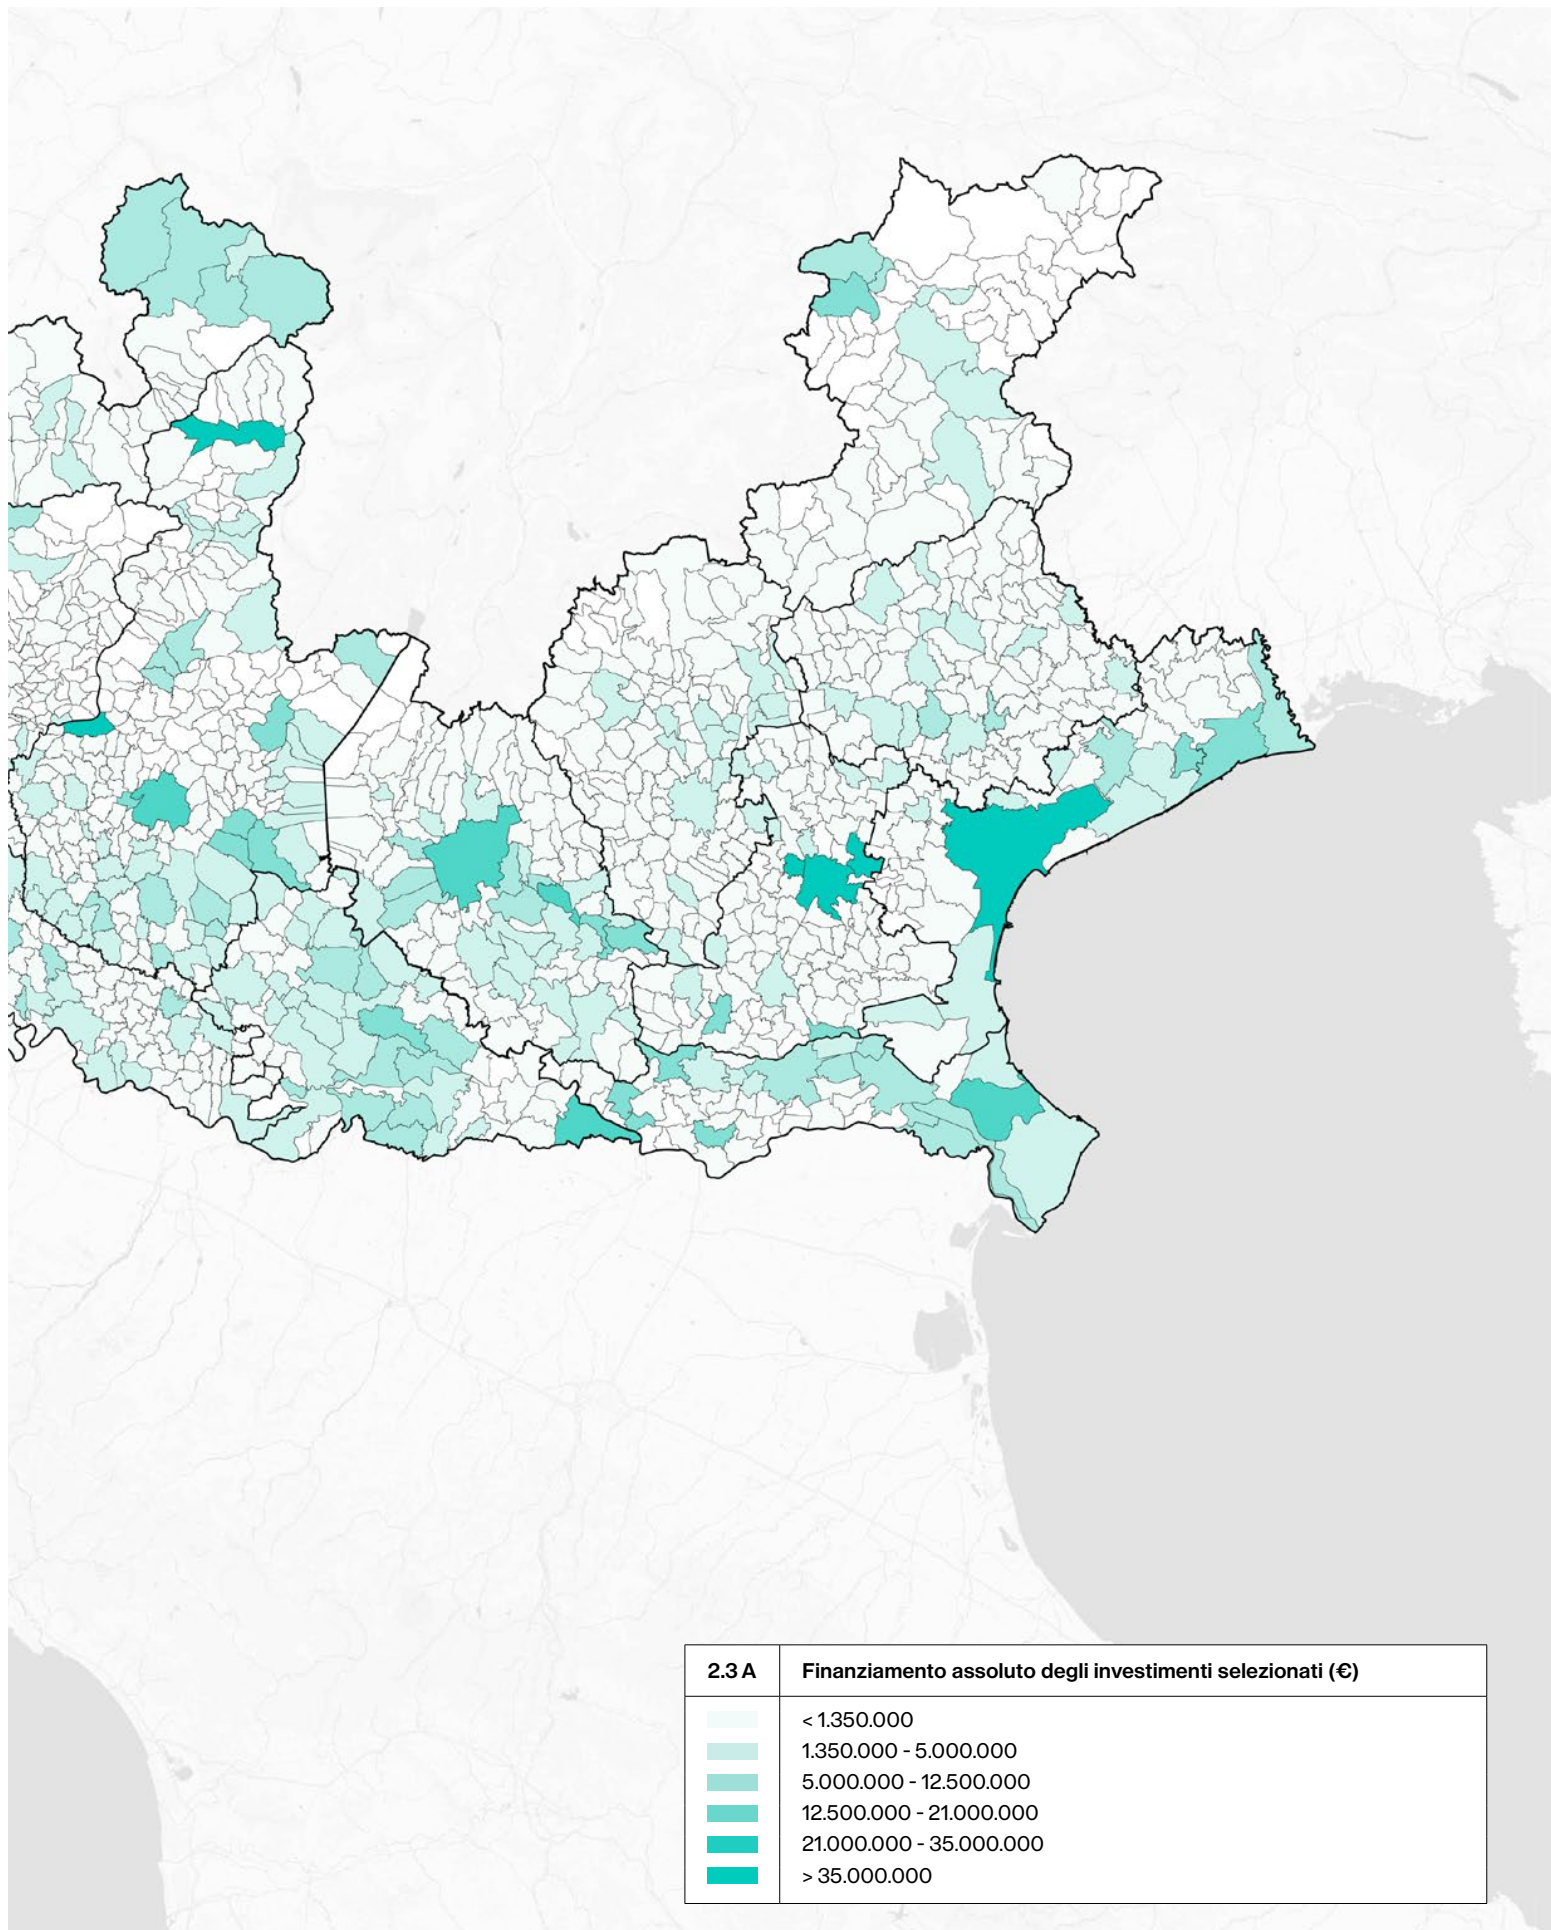 2.3 A Finanziamento assoluto degli investimenti selezionati (€)
< 1.350.000
1.350.000 - 5.000.000
5.000.000 - 12.500.000
12.500.000 - 21.000.000
21.000.000 - 35.000.000
> 35.000.000